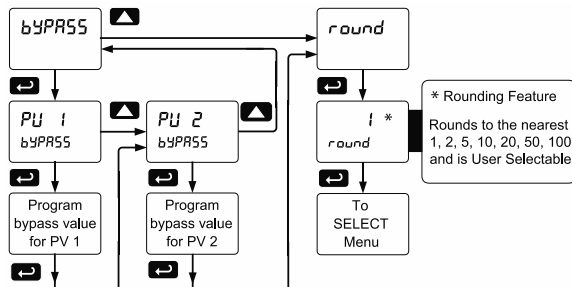 bYPASS
round
PV 1
bYPASS
PV 2
bYPASS
1 *
round
* Rounding Feature
Rounds to the nearest
1, 2, 5, 10, 20, 50, 100
and is User Selectable
Program
bypass value
for PV 1
Program
bypass value
for PV 2
To
SELECT
Menu